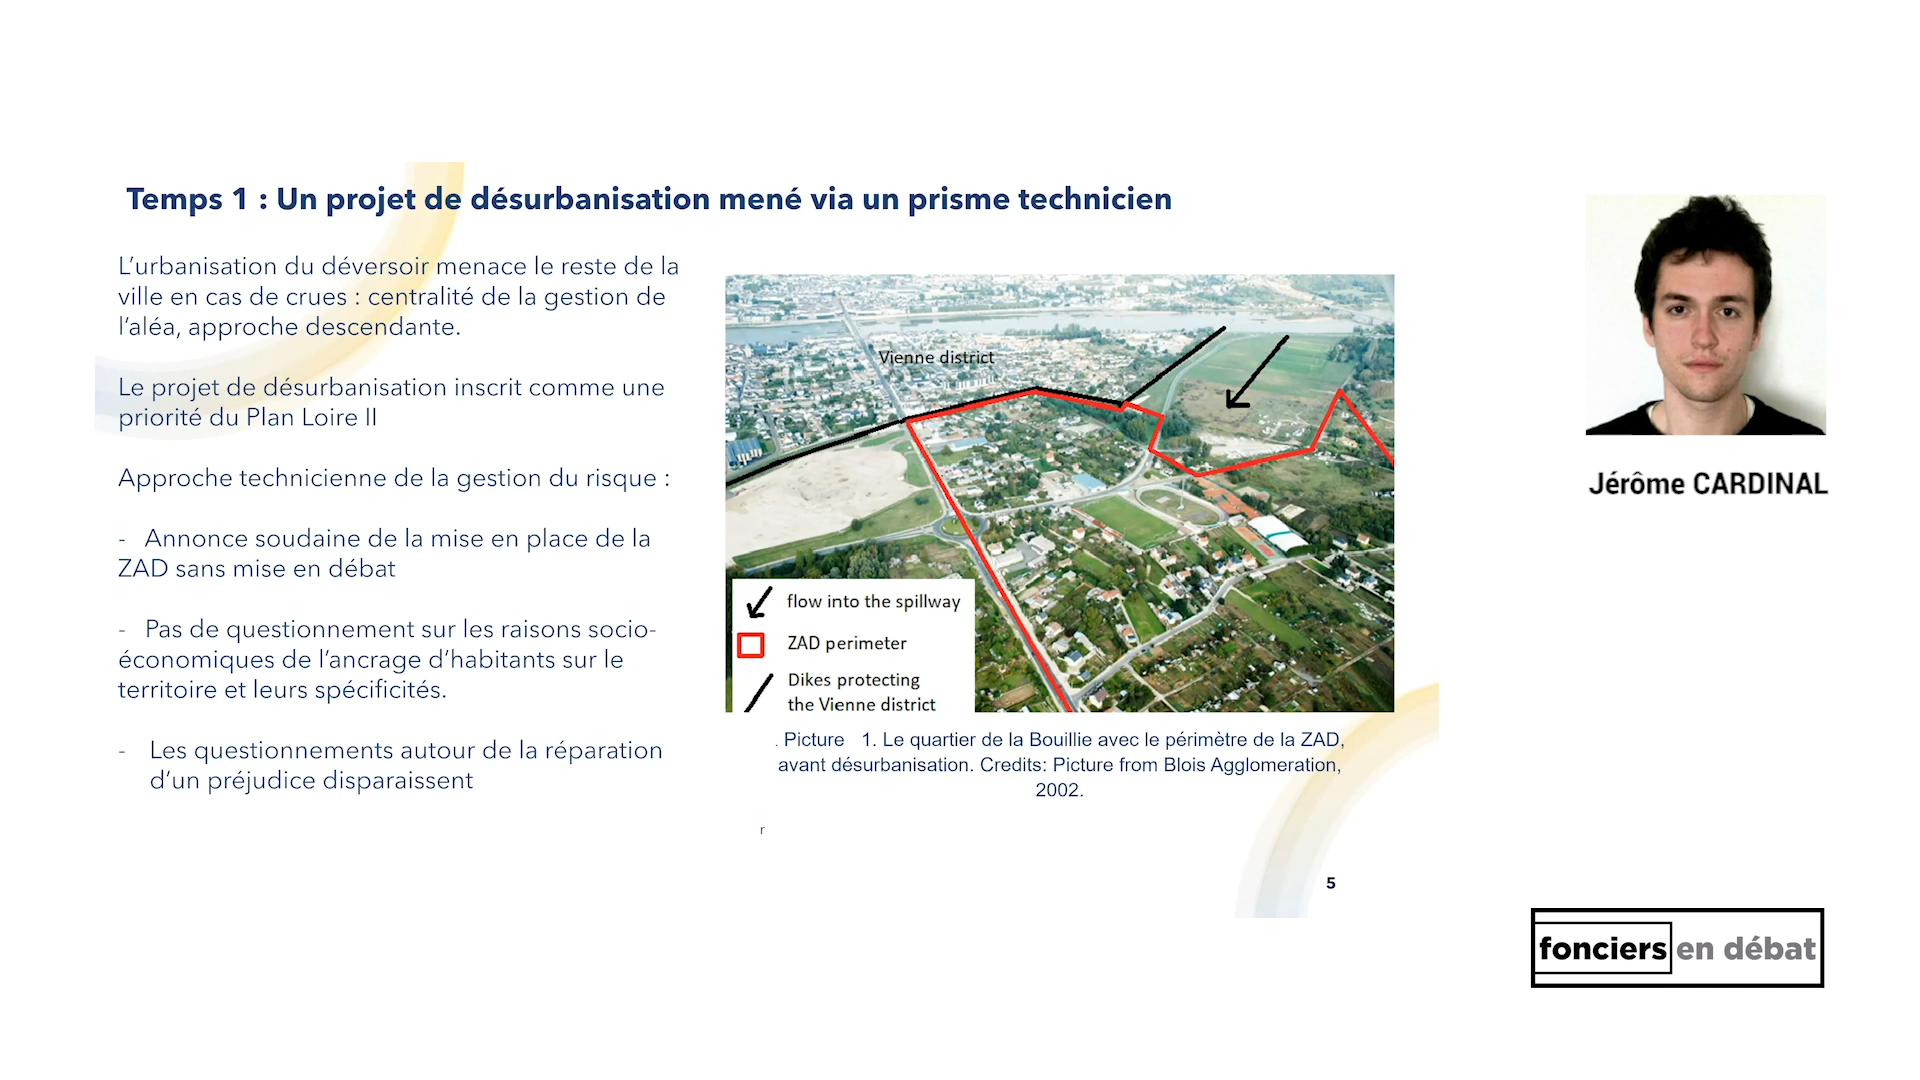 Temps 1 : Un projet de désurbanisation mené via un prisme technicien
L’urbanisation du déversoir menace le reste de la
ville en cas de crues : centralité de la gestion de
l’aléa, approche descendante.
Le projet de désurbanisation inscrit comme une
priorité du Plan Loire II
Approche technicienne de la gestion du risque :
- Annonce soudaine de la mise en place de la
ZAD sans mise en débat
- Pas de questionnement sur les raisons socio-
économiques de l’ancrage d’habitants sur le
territoire et leurs spécificités.
- Les questionnements autour de la réparation
d’un préjudice disparaissent
Vienne district
flow into the spillway
ZAD perimeter
Dikes protecting
the Vienne district
. Picture 1. Le quartier de la Bouillie avec le périmètre de la ZAD,
avant désurbanisation. Credits: Picture from Blois Agglomeration,
2002.
r
5
Jérôme CARDINAL
fonciers en débat